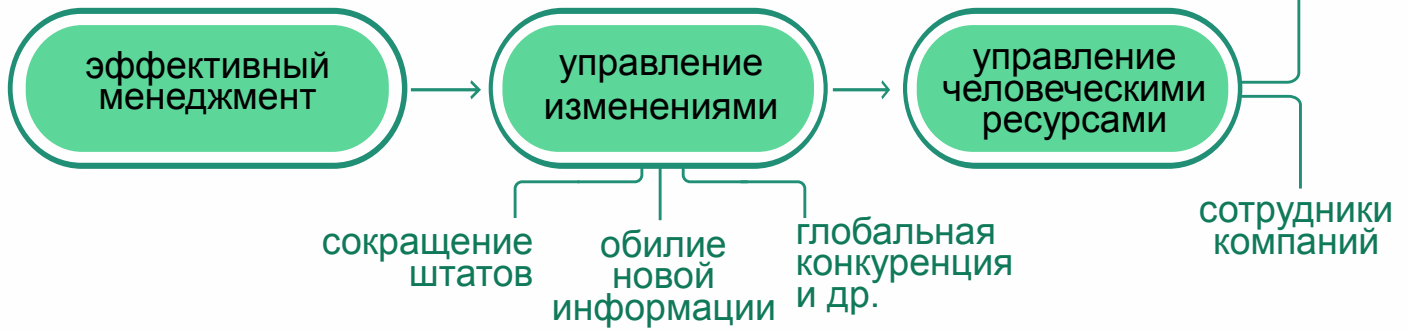 эффективный
менеджмент
управление
изменениями
управление
человеческими
ресурсами
сокращение
штатов
обилие
новой
информации
глобальная
конкуренция
и др.
сотрудники
компаний